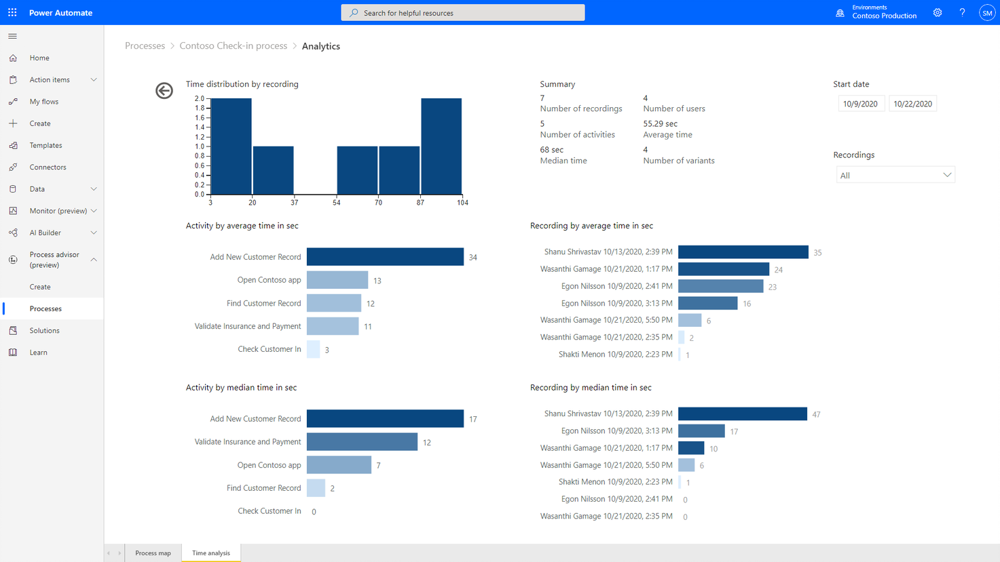 Power Automate
Search for helpful resources
Environments
Contoso Production
?
SM
Home
Action items
My flows
Create
Templates
Connectors
Data
Monitor (preview)
AI Builder
Process advisor
(preview)
Create
Processes
Solutions
Learn
Processes > Contoso Check-in process > Analytics
Time distribution by recording
2.0
1.8
1.6
1.4
1.2
1.0
0.8
0.6
0.4
0.2
0.0
3 20 37 54 70 87 104
Summary
7 4
Number of recordings Number of users
5 55.29 sec
Number of activities Average time
68 sec 4
Median time Number of variants
Start date
10/9/2020 10/22/2020
Recordings
All
Activity by average time in sec
Add New Customer Record 34
Open Contoso app 13
Find Customer Record 12
Validate Insurance and Payment 11
Check Customer In 3
Recording by average time in sec
Shanu Shrivastav 10/13/2020, 2:39 PM 35
Wasanthi Gamage 10/21/2020, 1:17 PM 24
Egon Nilsson 10/9/2020, 2:41 PM 23
Egon Nilsson 10/9/2020, 3:13 PM 16
Wasanthi Gamage 10/21/2020, 5:50 PM 6
Wasanthi Gamage 10/21/2020, 2:35 PM 2
Shakti Menon 10/9/2020, 2:23 PM 1
Activity by median time in sec
Add New Customer Record 17
Validate Insurance and Payment 12
Open Contoso app 7
Find Customer Record 2
Check Customer In 0
Recording by median time in sec
Shanu Shrivastav 10/13/2020, 2:39 PM 47
Egon Nilsson 10/9/2020, 3:13 PM 17
Wasanthi Gamage 10/21/2020, 1:17 PM 10
Wasanthi Gamage 10/21/2020, 5:50 PM 6
Shakti Menon 10/9/2020, 2:23 PM 1
Egon Nilsson 10/9/2020, 2:41 PM 0
Wasanthi Gamage 10/21/2020, 2:35 PM 0
Process map
Time analysis